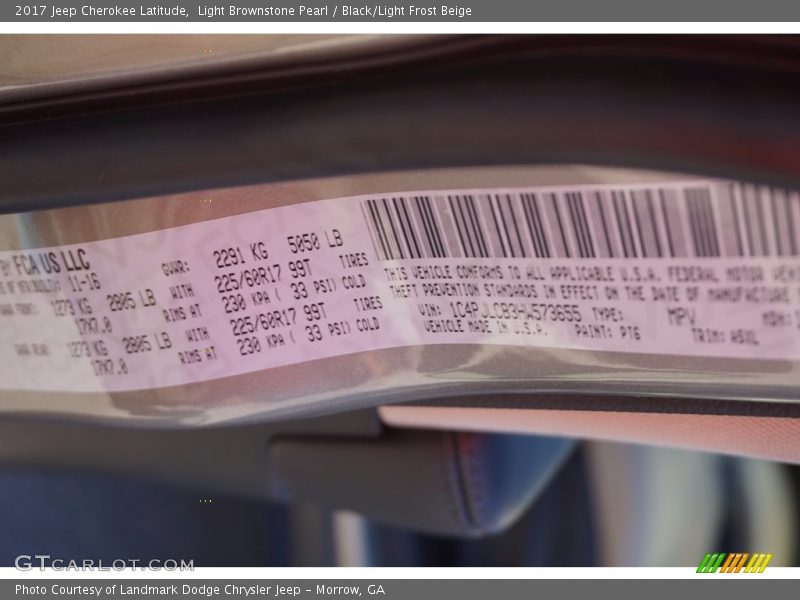 2017 Jeep Cherokee Latitude, Light Brownstone Pearl / Black/Light Frost Beige
BY FCA US LLC
11-16
GVWR: 2291 KG 5050 LB
1273 KG 2805 LB WITH 225/60R17 99T TIRES
17X7.0 RIMS AT 230 KPA ( 33 PSI) COLD
1273 KG 2805 LB WITH 225/60R17 99T TIRES
17X7.0 RIMS AT 230 KPA ( 33 PSI) COLD
THIS VEHICLE CONFORMS TO ALL APPLICABLE U.S.A. FEDERAL MOTOR
THEFT PREVENTION STANDARDS IN EFFECT ON THE DATE OF MANUFACTURE
VIN: 1C4PJLCB3HW573655 TYPE: MPV
VEHICLE MADE IN U.S.A. PAINT: PT6 TRIM: A5XL
GTCARLOT.COM
Photo Courtesy of Landmark Dodge Chrysler Jeep – Morrow, GA